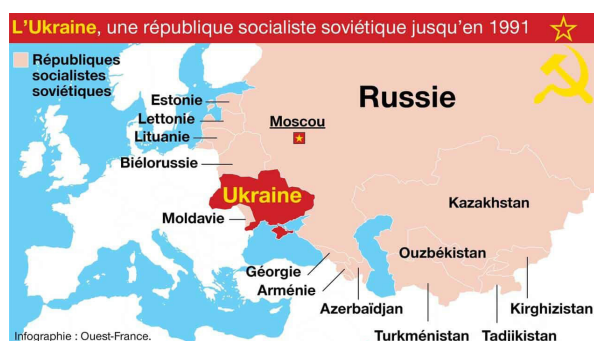 L'Ukraine, une république socialiste soviétique jusqu'en 1991
Républiques
socialistes
soviétiques
Estonie
Lettonie
Lituanie
Biélorussie
Moldavie
Moscou
Russie
Ukraine
Kazakhstan
Ouzbékistan
Géorgie
Arménie
Azerbaïdjan
Kirghizistan
Turkménistan
Tadjikistan
Infographie : Ouest-France.